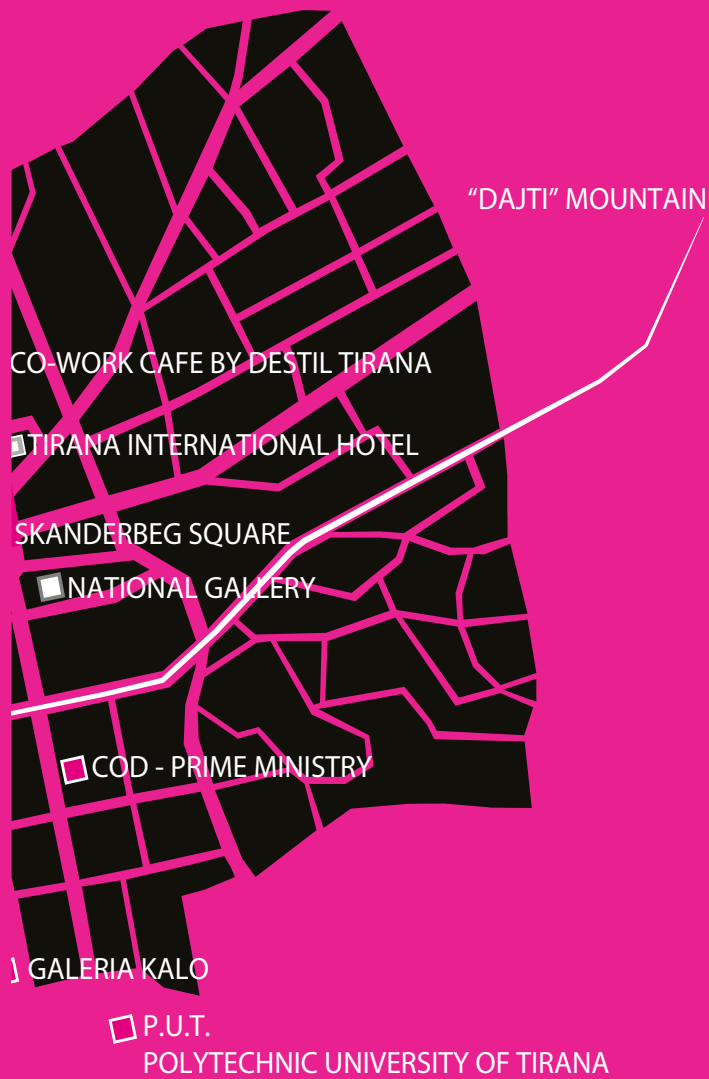 “DAJTI” MOUNTAIN
CO-WORK CAFE BY DESTIL TIRANA
TIRANA INTERNATIONAL HOTEL
SKANDERBEG SQUARE
NATIONAL GALLERY
COD - PRIME MINISTRY
GALERIA KALO
P.U.T.
POLYTECHNIC UNIVERSITY OF TIRANA